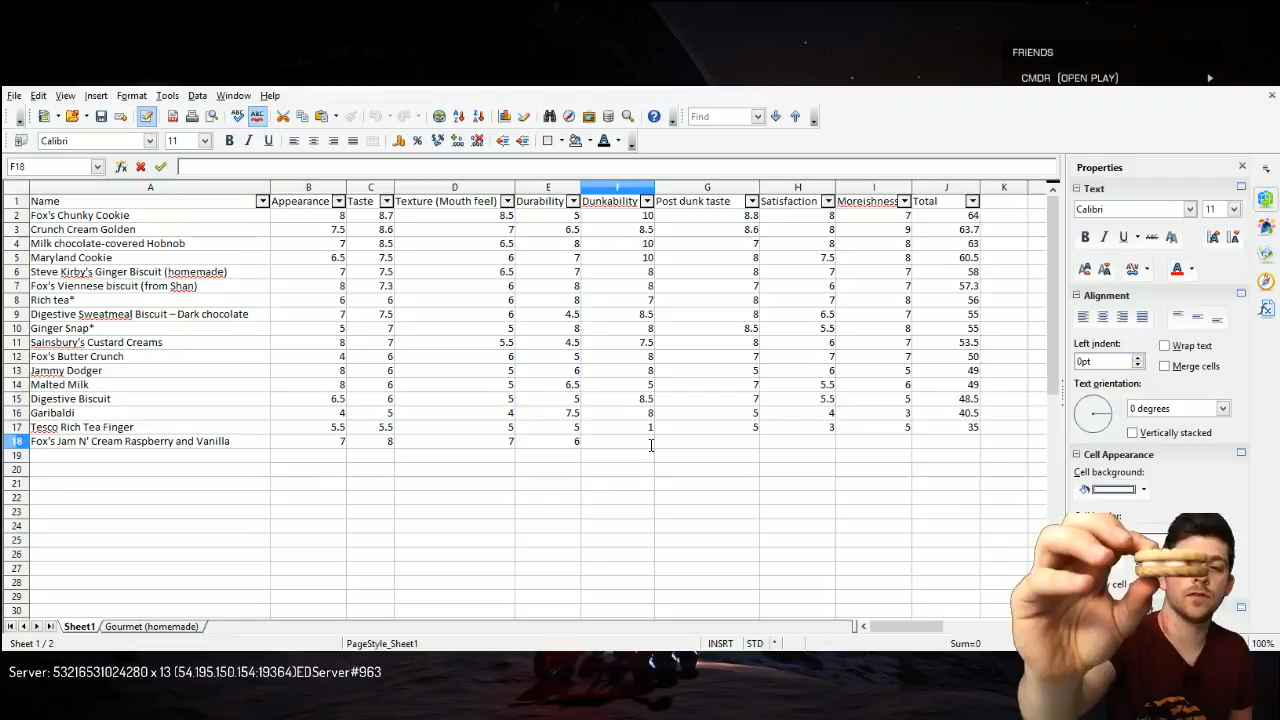 FRIENDS
CMDR (OPEN PLAY)
File Edit View Insert Format Tools Data Window Help
Find
Calibri 11
F18
Properties
A B C D E F G H I J K
1 Name Appearance Taste Texture (Mouth feel) Durability Dunkability Post dunk taste Satisfaction Moreishness Total
2 Fox's Chunky Cookie 8 8.7 8.5 5 10 8.8 8 7 64
3 Crunch Cream Golden 7.5 8.6 7 6.5 8.5 8.6 8 9 63.7
4 Milk chocolate-covered Hobnob 7 8.5 6.5 8 10 7 8 8 63
5 Maryland Cookie 6.5 7.5 6 7 10 8 7.5 8 60.5
6 Steve Kirby's Ginger Biscuit (homemade) 7 7.5 6.5 7 8 8 7 7 58
7 Fox's Viennese biscuit (from Shan) 8 7.3 6 8 8 7 6 7 57.3
8 Rich tea* 6 6 6 8 7 8 7 8 56
9 Digestive Sweatmeal Biscuit – Dark chocolate 7 7.5 6 4.5 8.5 8 6.5 7 55
10 Ginger Snap* 5 7 5 8 8 8.5 5.5 8 55
11 Sainsbury's Custard Creams 8 7 5.5 4.5 7.5 8 6 7 53.5
12 Fox's Butter Crunch 4 6 6 5 8 7 7 7 50
13 Jammy Dodger 8 6 5 6 8 5 6 5 49
14 Malted Milk 8 6 5 6.5 5 7 5.5 6 49
15 Digestive Biscuit 6.5 6 5 5 8.5 7 5.5 5 48.5
16 Garibaldi 4 5 4 7.5 8 5 4 3 40.5
17 Tesco Rich Tea Finger 5.5 5.5 5 5 1 5 3 5 35
18 Fox's Jam N' Cream Raspberry and Vanilla 7 8 7 6
19
20
21
22
23
24
25
26
27
28
29
30
Text
Calibri 11
Alignment
Left indent:
0pt
Wrap text
Merge cells
Text orientation:
0 degrees
Vertically stacked
Cell Appearance
Cell background:
Sheet1 Gourmet (homemade)
Sheet 1 / 2 PageStyle_Sheet1 INSRT STD * Sum=0 100%
Server: 53216531024280 x 13 (54.195.150.154:19364)EDServer#963